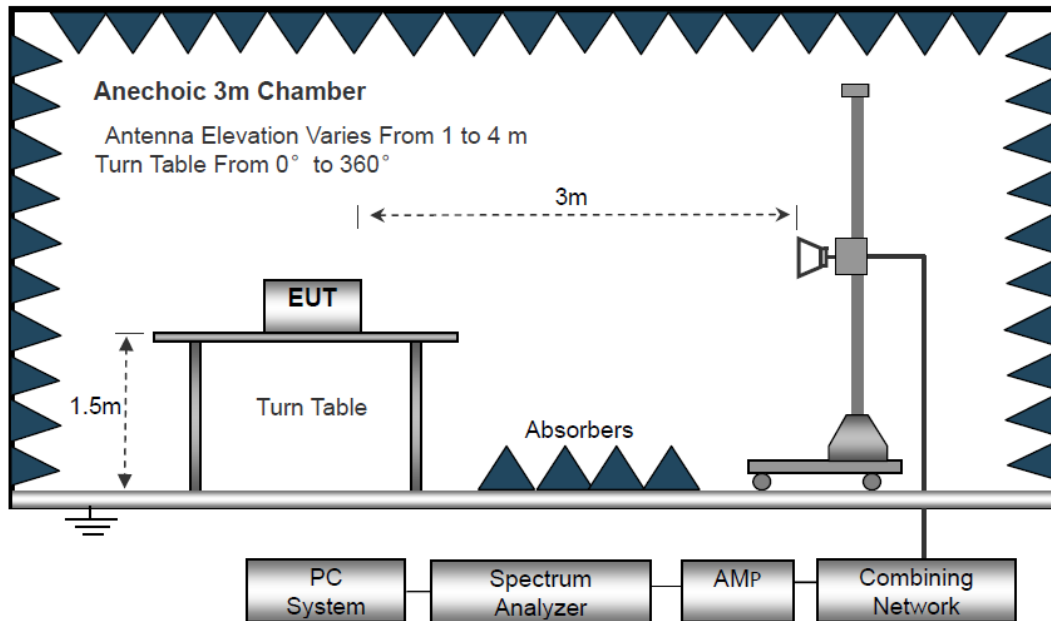 Anechoic 3m Chamber
Antenna Elevation Varies From 1 to 4 m
Turn Table From 0° to 360°
3m
EUT
1.5m
Turn Table
Absorbers
PC
System
Spectrum
Analyzer
AMP
Combining
Network